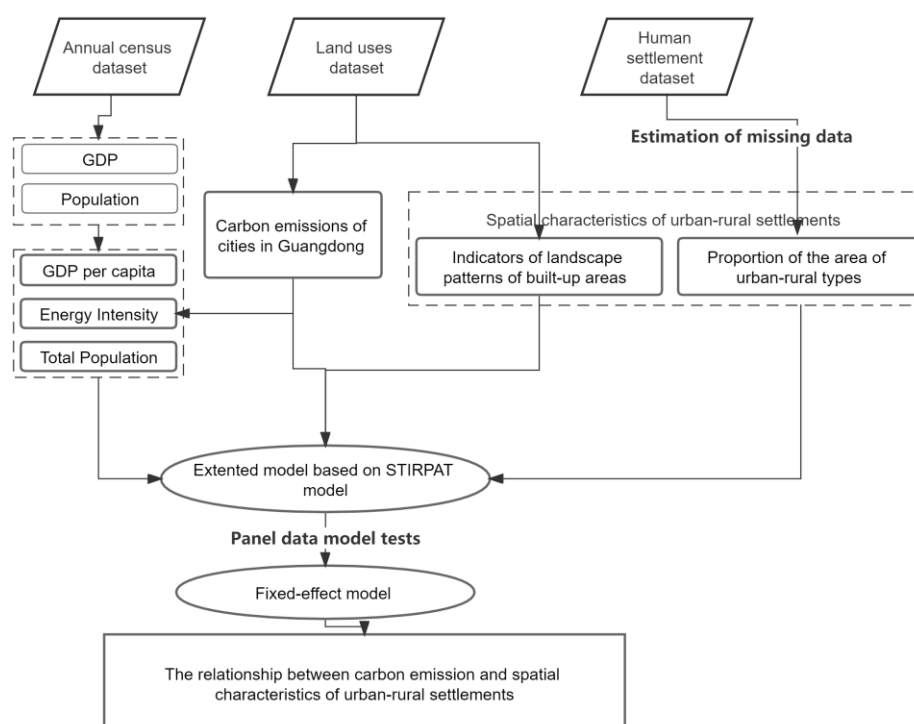 Annual census
dataset
Land uses
dataset
Human
settlement
dataset
Estimation of missing data
GDP
Population
Spatial characteristics of urban-rural settlements
Carbon emissions of
cities in Guangdong
Indicators of landscape
patterns of built-up areas
Proportion of the area of
urban-rural types
GDP per capita
Energy Intensity
Total Population
Extented model based on STIRPAT
model
Panel data model tests
Fixed-effect model
The relationship between carbon emission and spatial
characteristics of urban-rural settlements